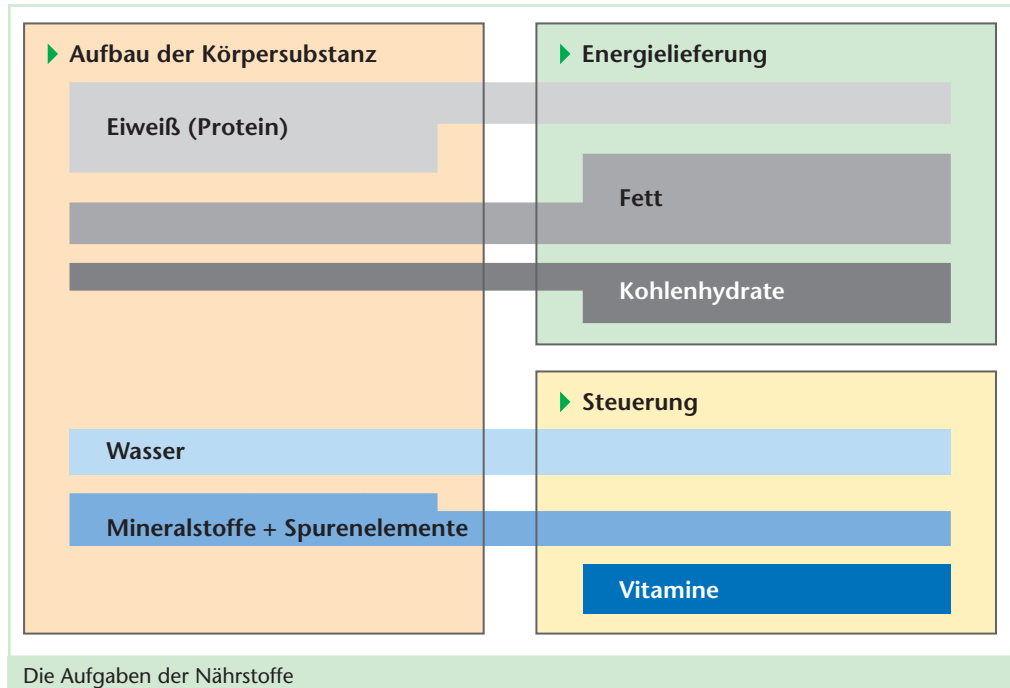 Aufbau der Körpersubstanz
Eiweiß (Protein)
Wasser
Mineralstoffe + Spurenelemente
Energielieferung
Fett
Kohlenhydrate
Steuerung
Vitamine
Die Aufgaben der Nährstoffe